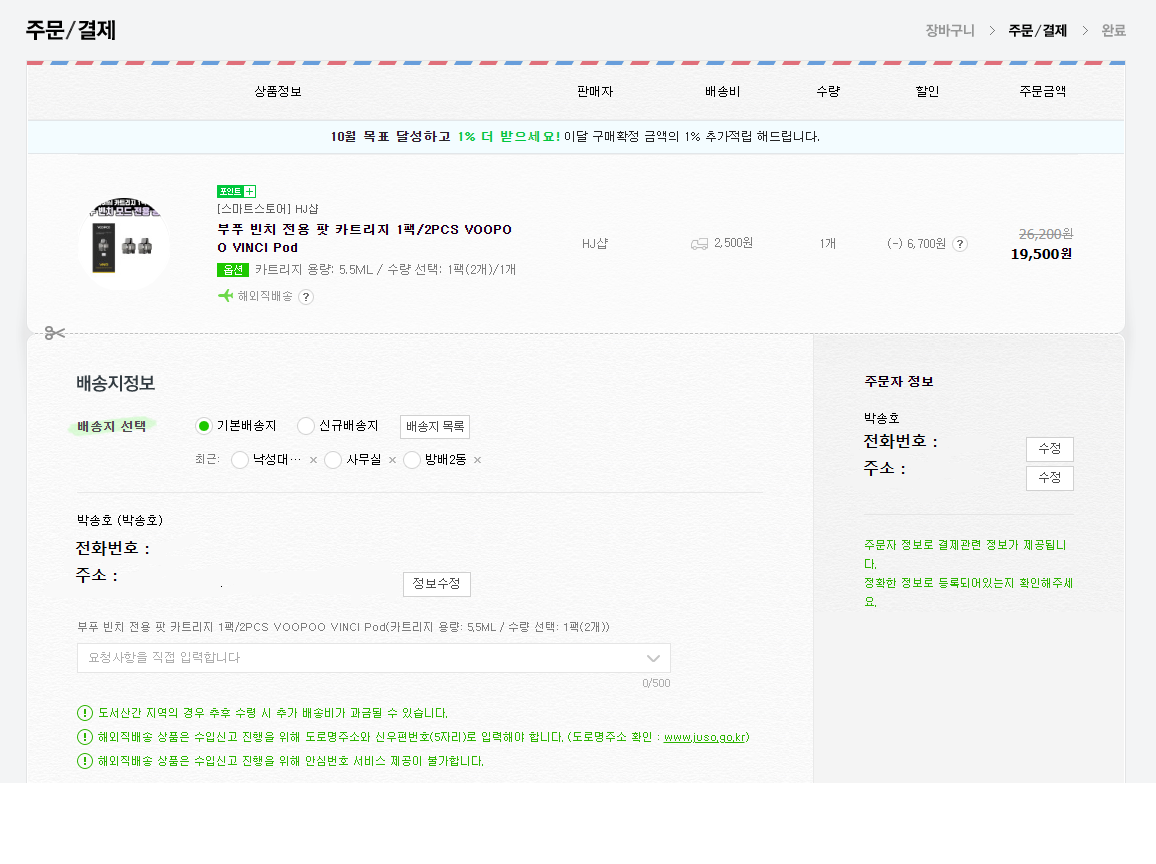 주문/결제
장바구니 > 주문/결제 > 완료
상품정보 판매자 배송비 수량 할인 주문금액
10월 목표 달성하고 1% 더 받으세요! 이달 구매확정 금액의 1% 추가적립 해드립니다.
포인트 +
[스마트스토어] HJ샵
부푸 빈치 전용 팟 카트리지 1팩/2PCS VOOPO
O VINCI Pod
HJ샵 2,500원 1개 (-) 6,700원 ? 26,200원
19,500원
옵션 카트리지 용량: 5.5ML / 수량 선택: 1팩(2개)/1개
해외직배송 ?
배송지정보
배송지 선택 기본배송지 신규배송지 배송지 목록
최근: 낙성대··· × 사무실 × 방배2동 ×
박송호 (박송호)
전화번호 :
주소 :
정보수정
부푸 빈치 전용 팟 카트리지 1팩/2PCS VOOPOO VINCI Pod(카트리지 용량: 5.5ML / 수량 선택: 1팩(2개))
요청사항을 직접 입력합니다
0/500
! 도서산간 지역의 경우 추후 수령 시 추가 배송비가 과금될 수 있습니다.
! 해외직배송 상품은 수입신고 진행을 위해 도로명주소와 신우편번호(5자리)로 입력해야 합니다. (도로명주소 확인 : www.juso.go.kr)
! 해외직배송 상품은 수입신고 진행을 위해 안심번호 서비스 제공이 불가합니다.
주문자 정보
박송호
전화번호 :
수정
주소 :
수정
주문자 정보로 결제관련 정보가 제공됩니
다.
정확한 정보로 등록되어있는지 확인해주세
요.